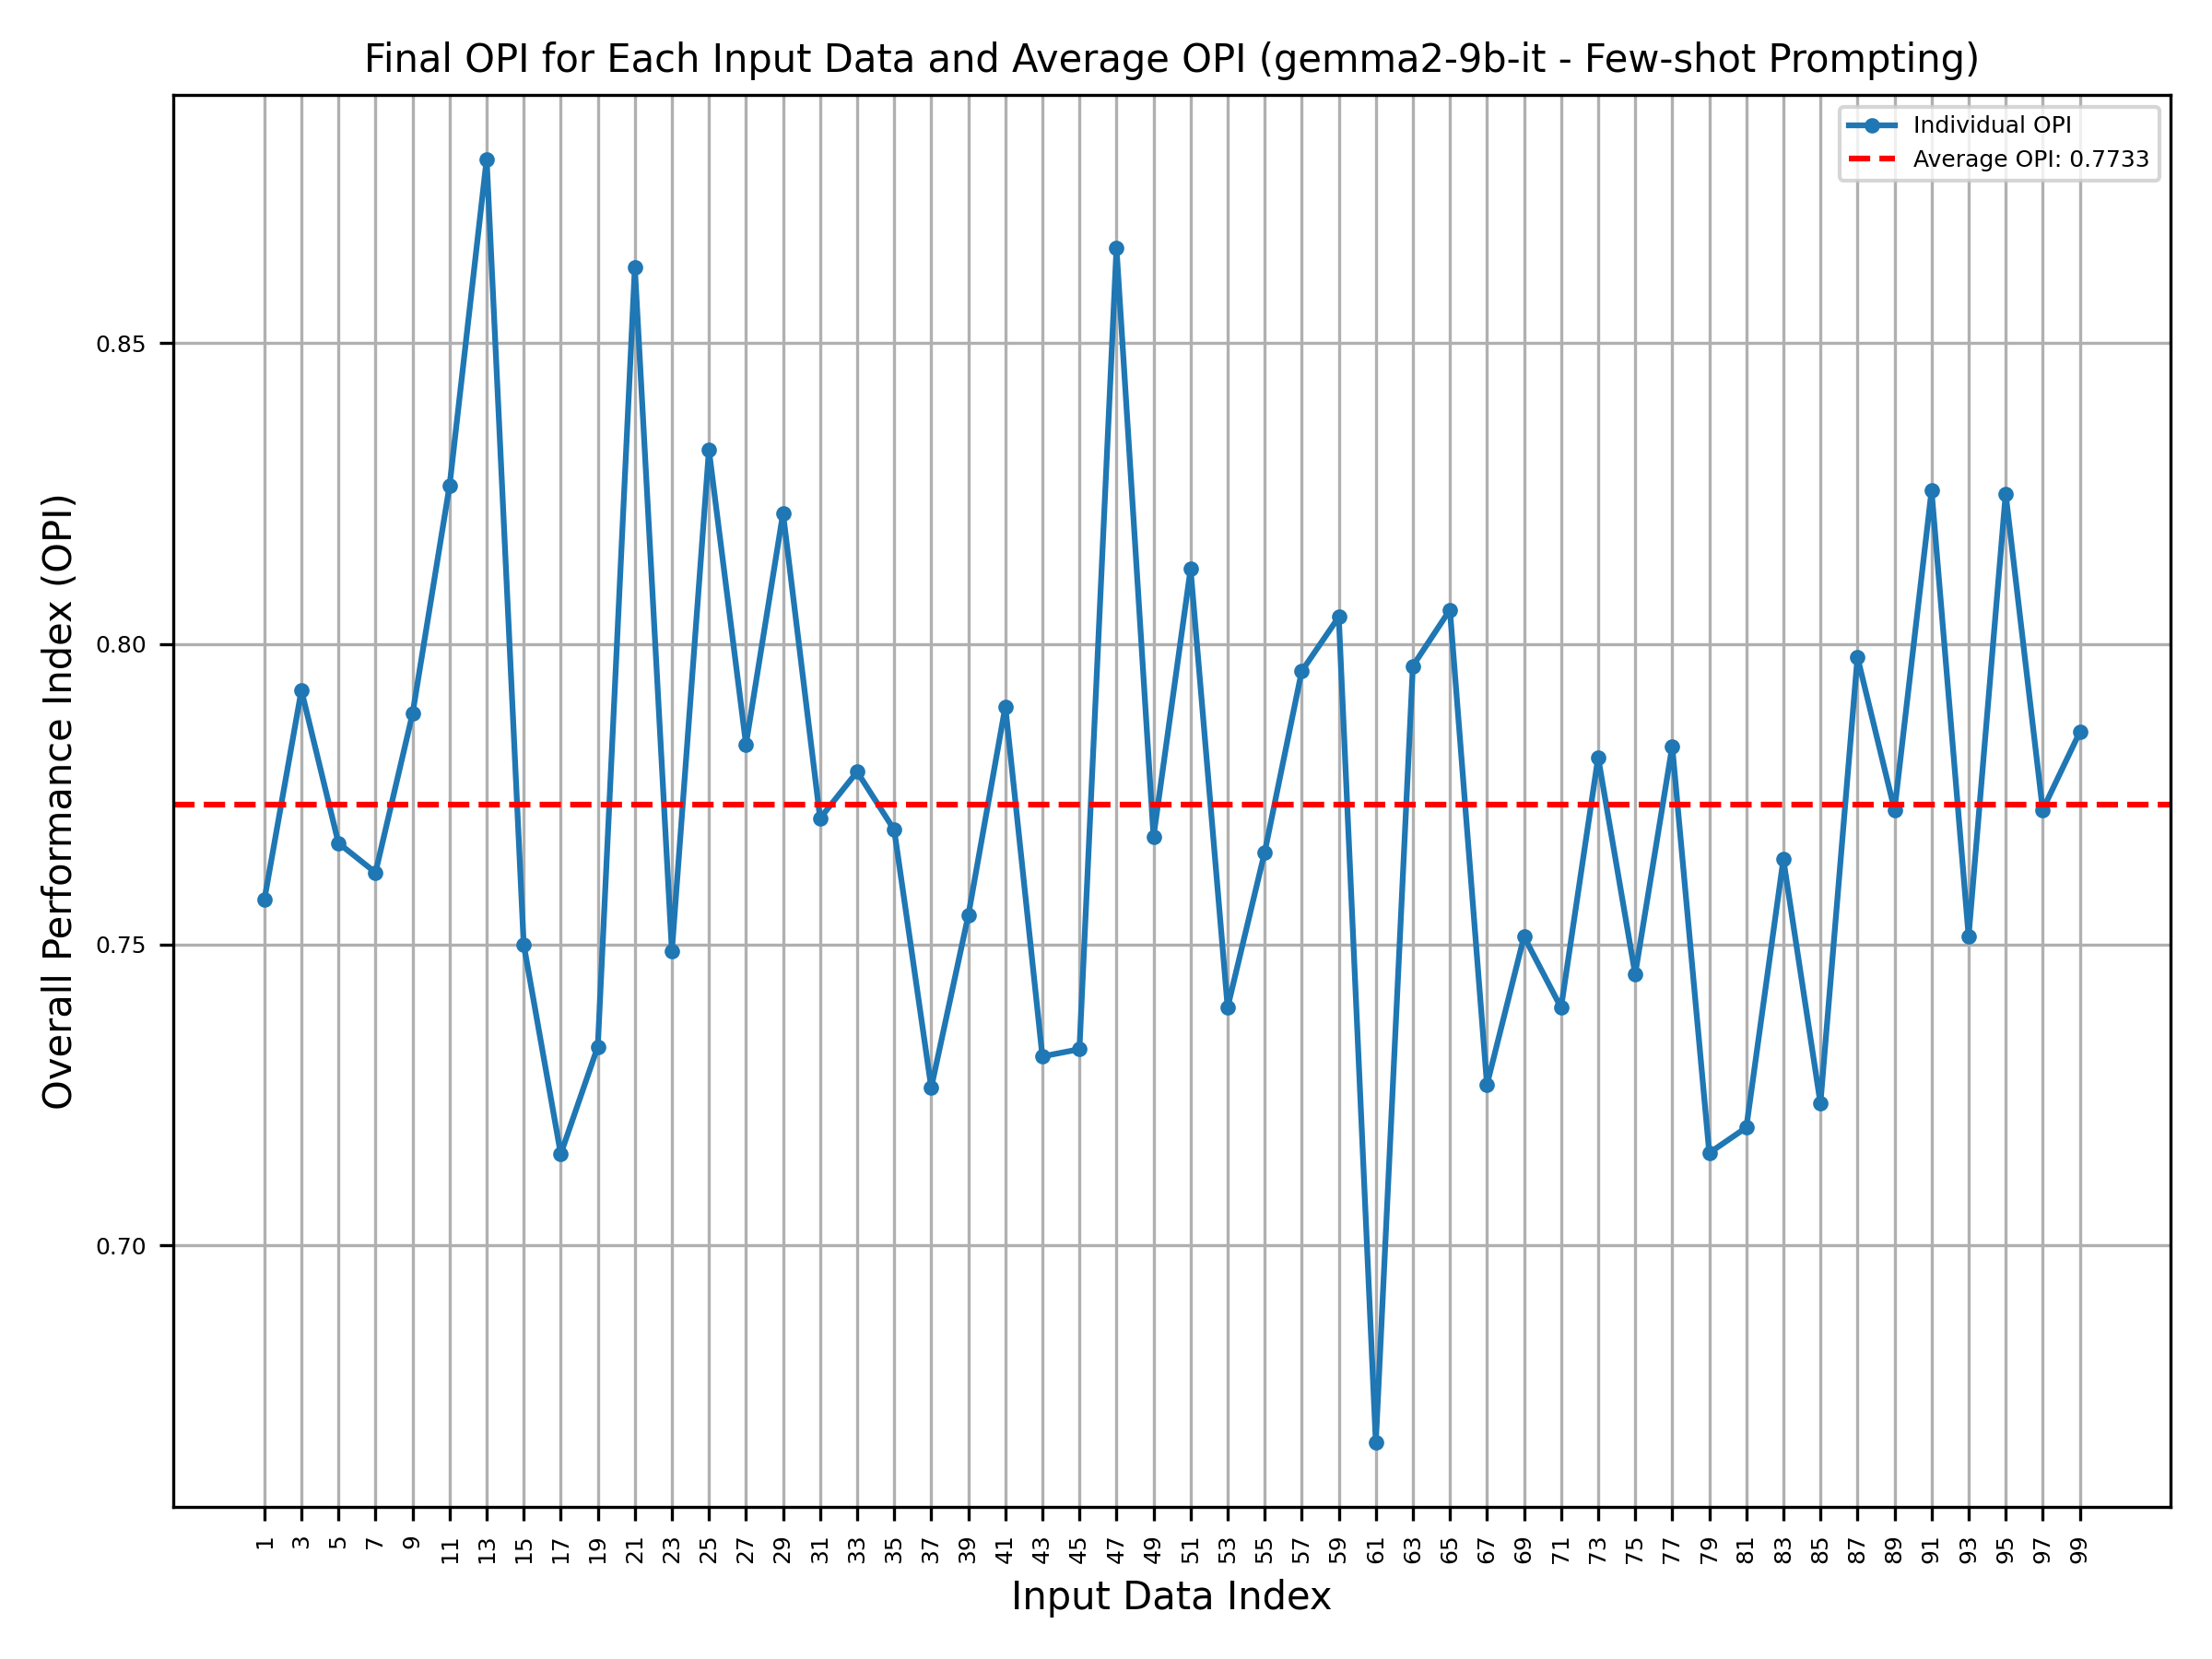 Final OPI for Each Input Data and Average OPI (gemma2-9b-it - Few-shot Prompting)
Individual OPI
Average OPI: 0.7733
Overall Performance Index (OPI)
0.85
0.80
0.75
0.70
1 3 5 7 9 11 13 15 17 19 21 23 25 27 29 31 33 35 37 39 41 43 45 47 49 51 53 55 57 59 61 63 65 67 69 71 73 75 77 79 81 83 85 87 89 91 93 95 97 99
Input Data Index